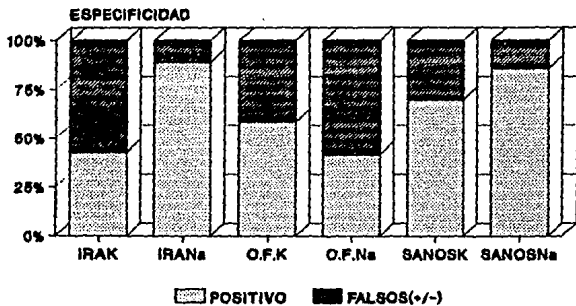 ESPECIFICIDAD
100%
75%
50%
25%
0%
IRAK IRANa O.F.K O.F.Na SANOSK SANOSNa
POSITIVO FALSOS(+/-)